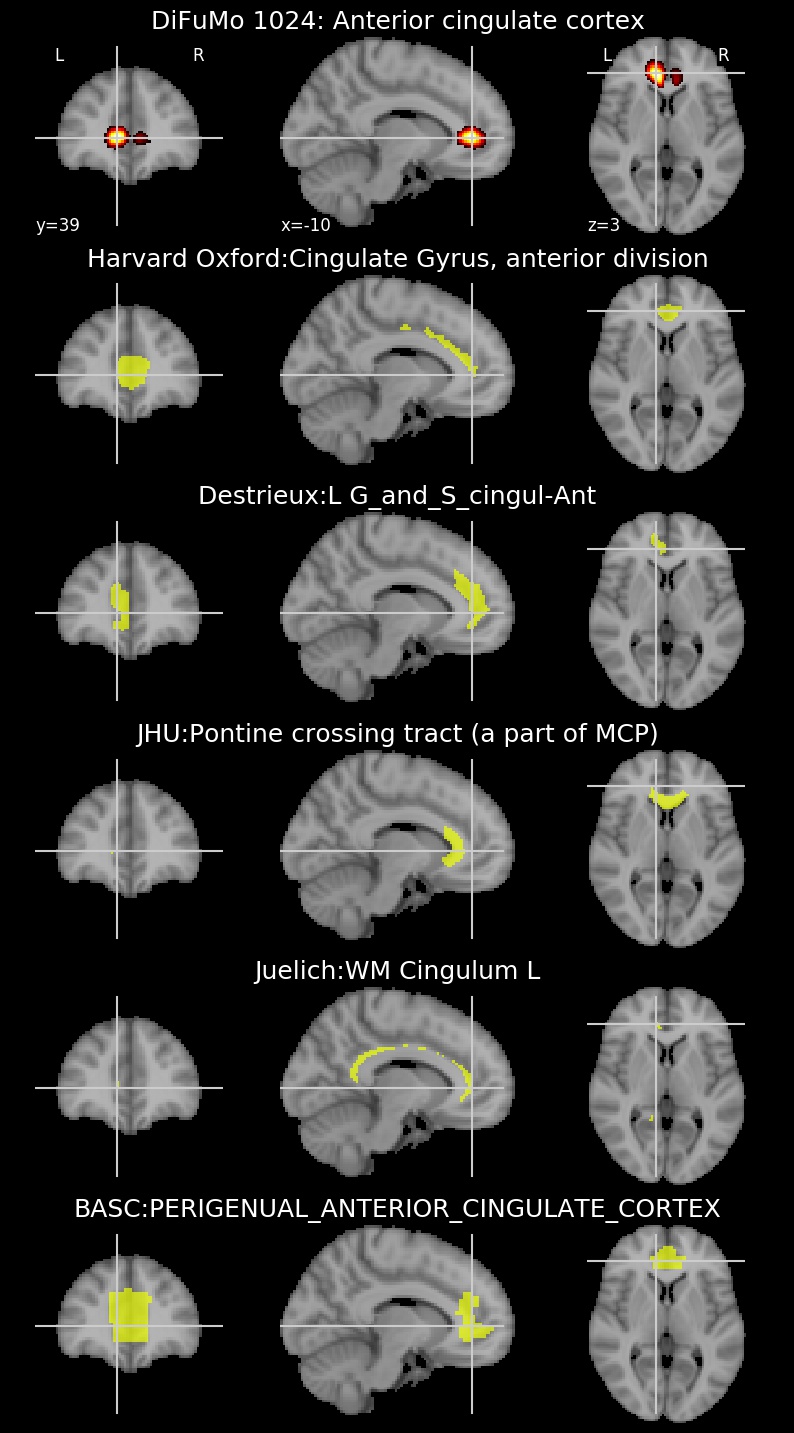 DiFuMo 1024: Anterior cingulate cortex
L R L R
y=39 x=-10 z=3
Harvard Oxford:Cingulate Gyrus, anterior division
Destrieux:L G_and_S_cingul-Ant
JHU:Pontine crossing tract (a part of MCP)
Juelich:WM Cingulum L
BASC:PERIGENUAL_ANTERIOR_CINGULATE_CORTEX